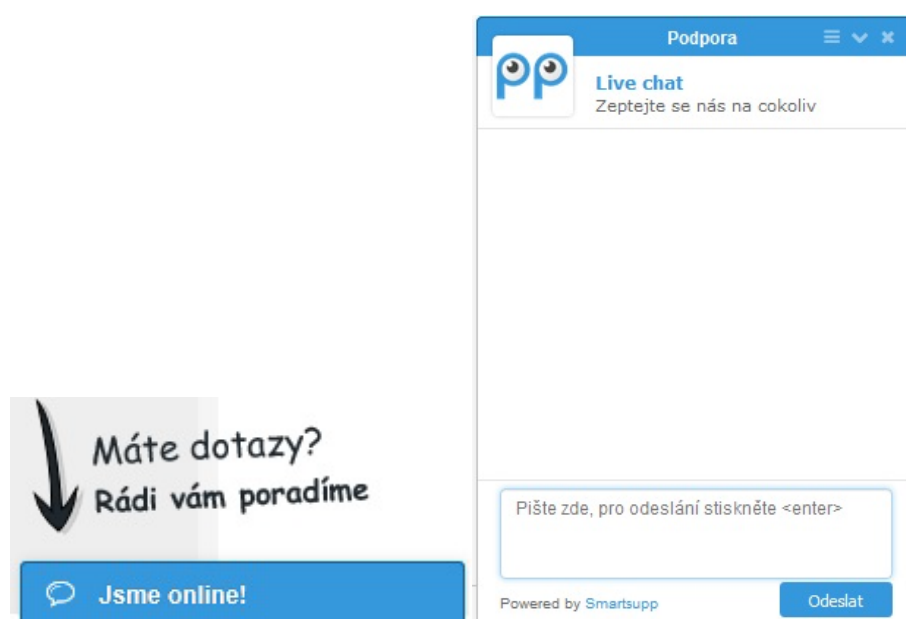 Máte dotazy?
Rádi vám poradíme
Jsme online!
Podpora
pp
Live chat
Zeptejte se nás na cokoliv
Pište zde, pro odeslání stiskněte <enter>
Powered by Smartsupp
Odeslat